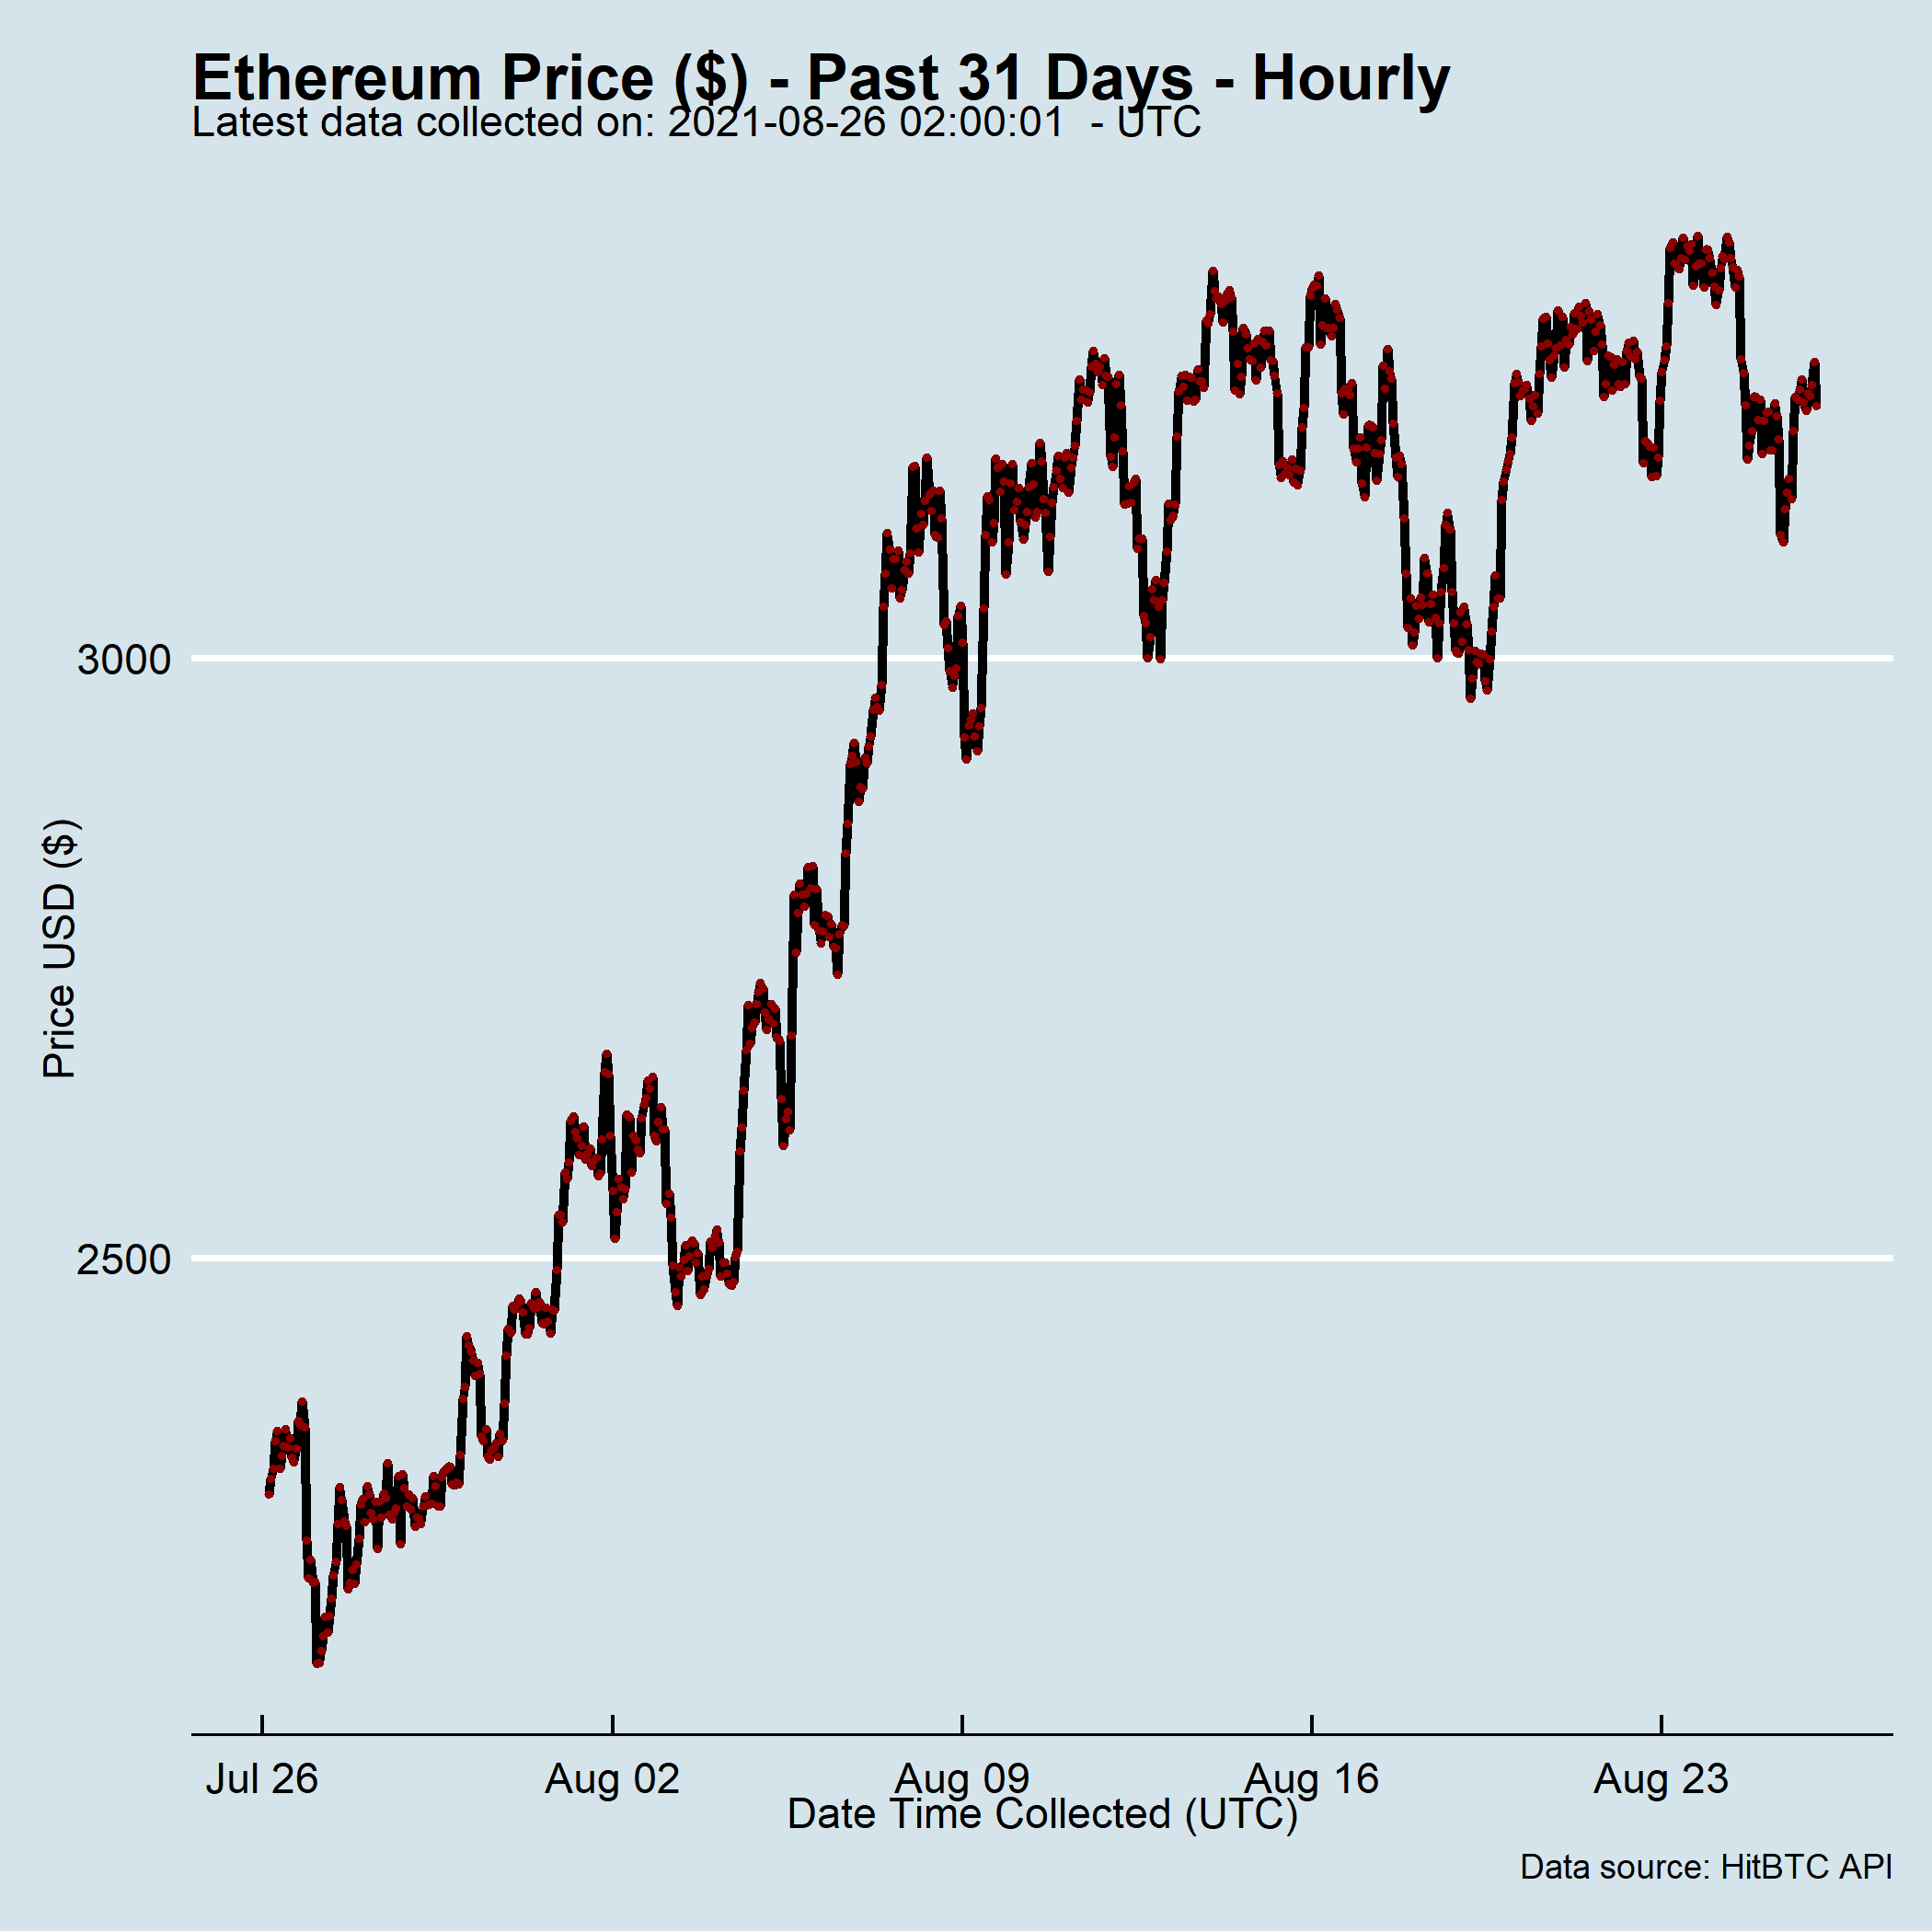 Ethereum Price ($) - Past 31 Days - Hourly
Latest data collected on: 2021-08-26 02:00:01  - UTC
Price USD ($)
3000
2500
Jul 26
Aug 02
Aug 09
Aug 16
Aug 23
Date Time Collected (UTC)
Data source: HitBTC API